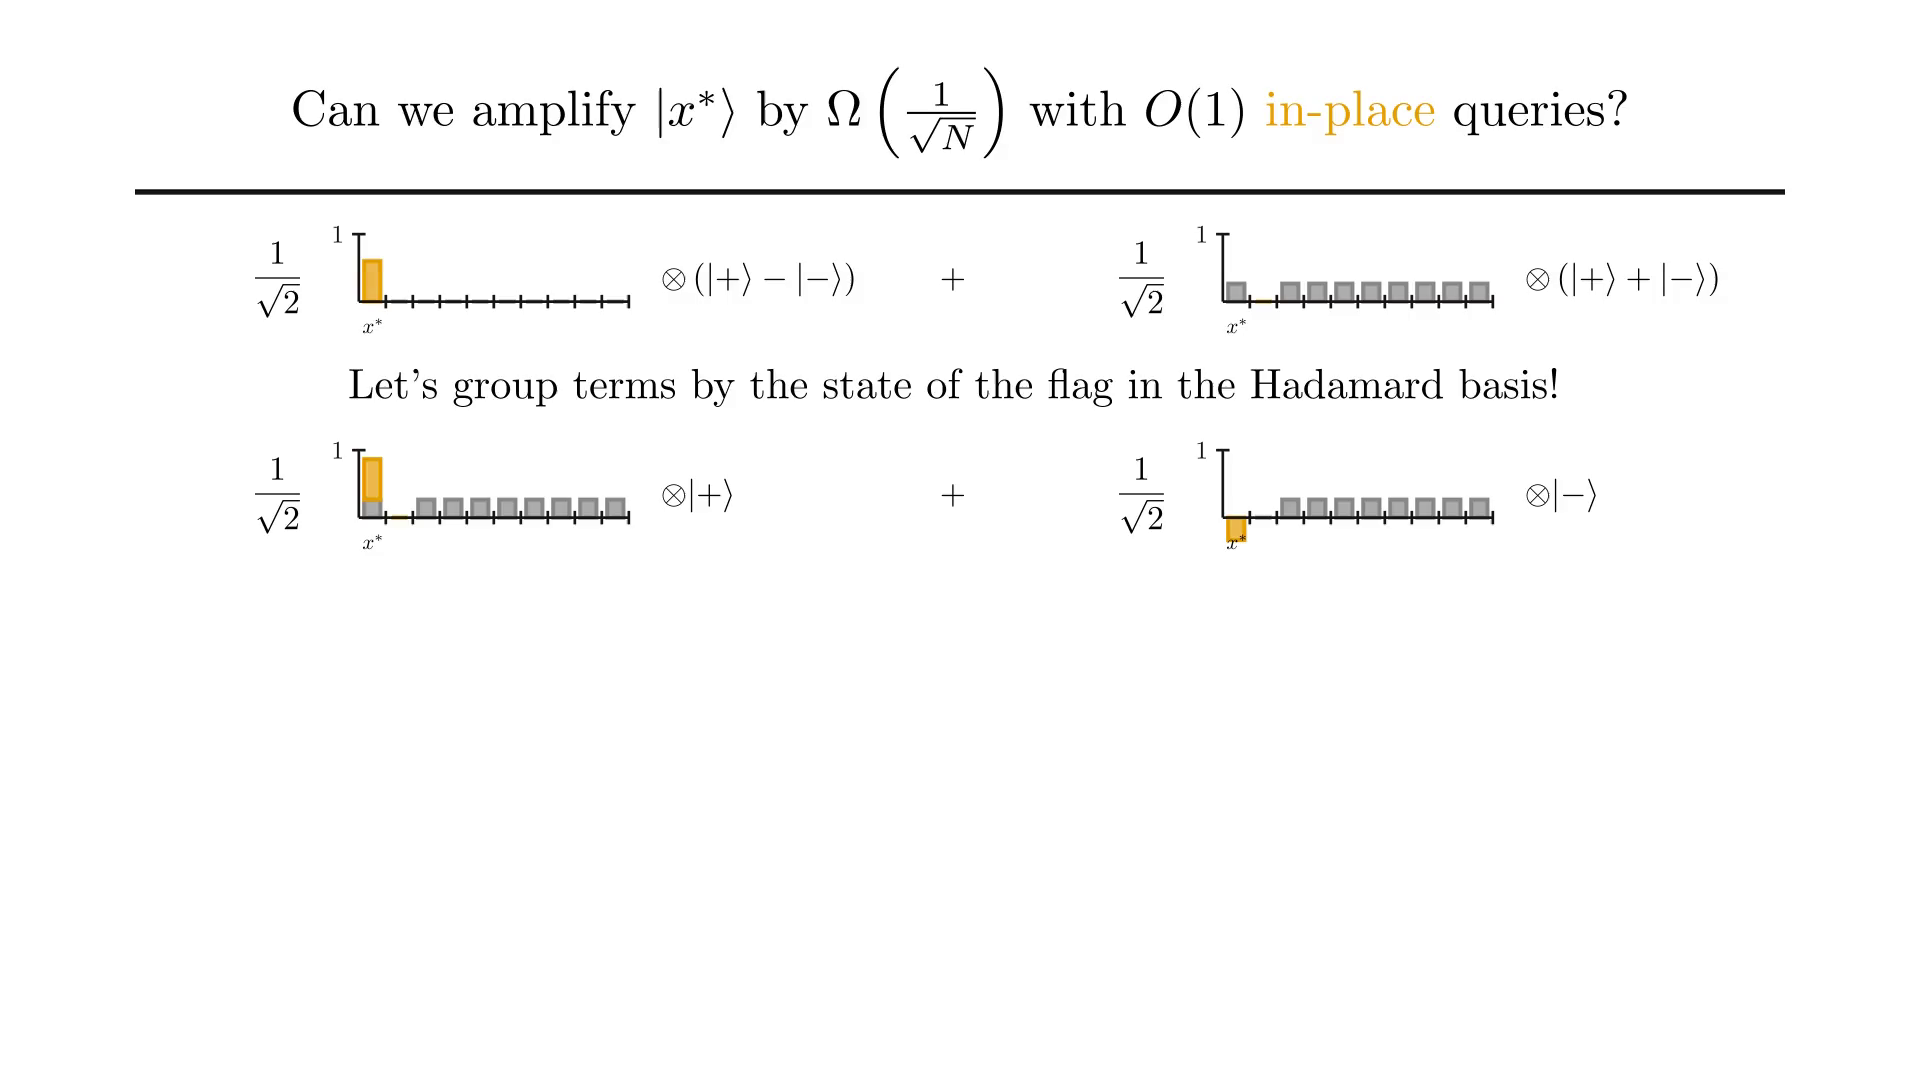 Can we amplify |x*⟩ by Ω(1/√N) with O(1) in-place queries?
1/√2 1 x* ⊗ (|+⟩ − |−⟩) + 1/√2 1 x* ⊗ (|+⟩ + |−⟩)
Let's group terms by the state of the flag in the Hadamard basis!
1/√2 1 x* ⊗|+⟩ + 1/√2 1 x* ⊗|−⟩